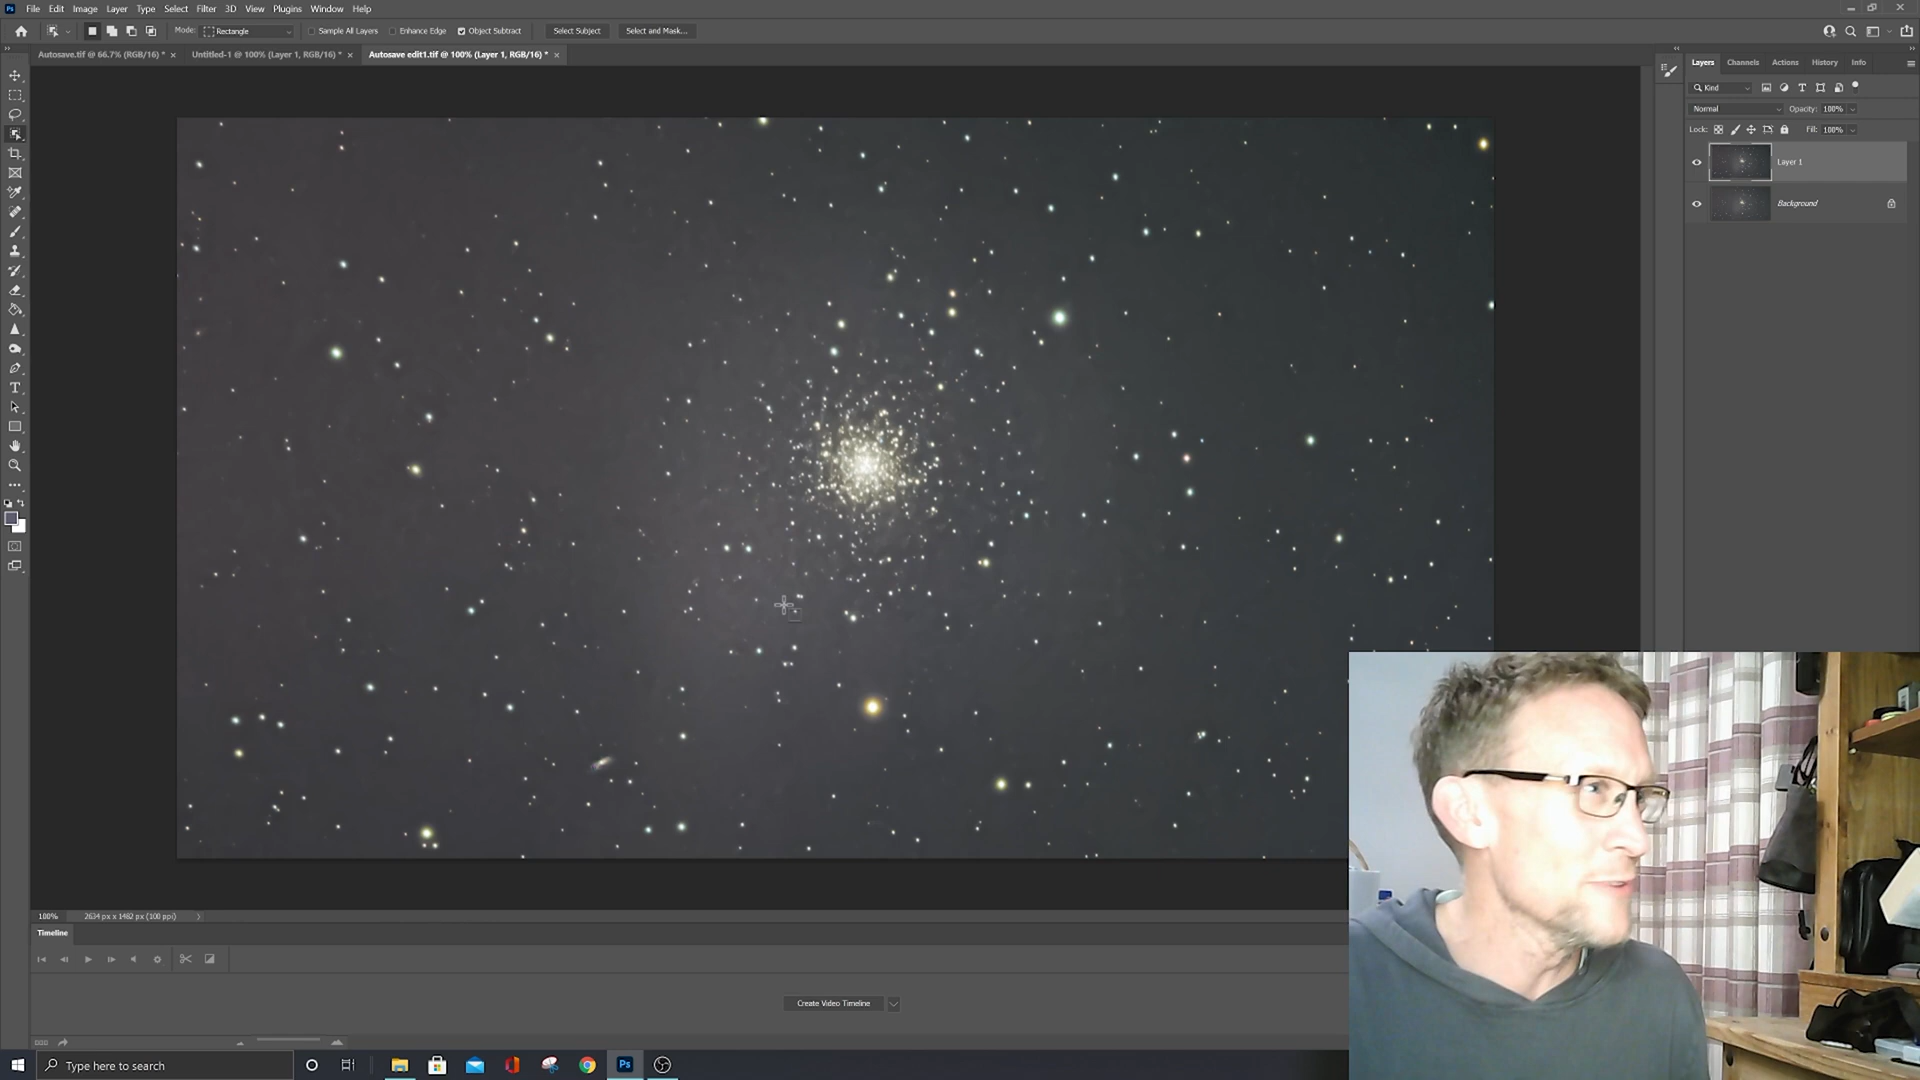 Ps File Edit Image Layer Type Select Filter 3D View Plugins Window Help
Mode: Rectangle Sample All Layers Enhance Edge Object Subtract Select Subject Select and Mask...
Autosave.tif @ 66.7% (RGB/16) * × Untitled-1 @ 100% (Layer 1, RGB/16) * × Autosave edit1.tif @ 100% (Layer 1, RGB/16) * ×
Layers Channels Actions History Info
Kind
Normal Opacity: 100%
Lock: Fill: 100%
Layer 1
Background
100% 2634 px x 1482 px (100 ppi)
Timeline
Create Video Timeline
Type here to search
Ps